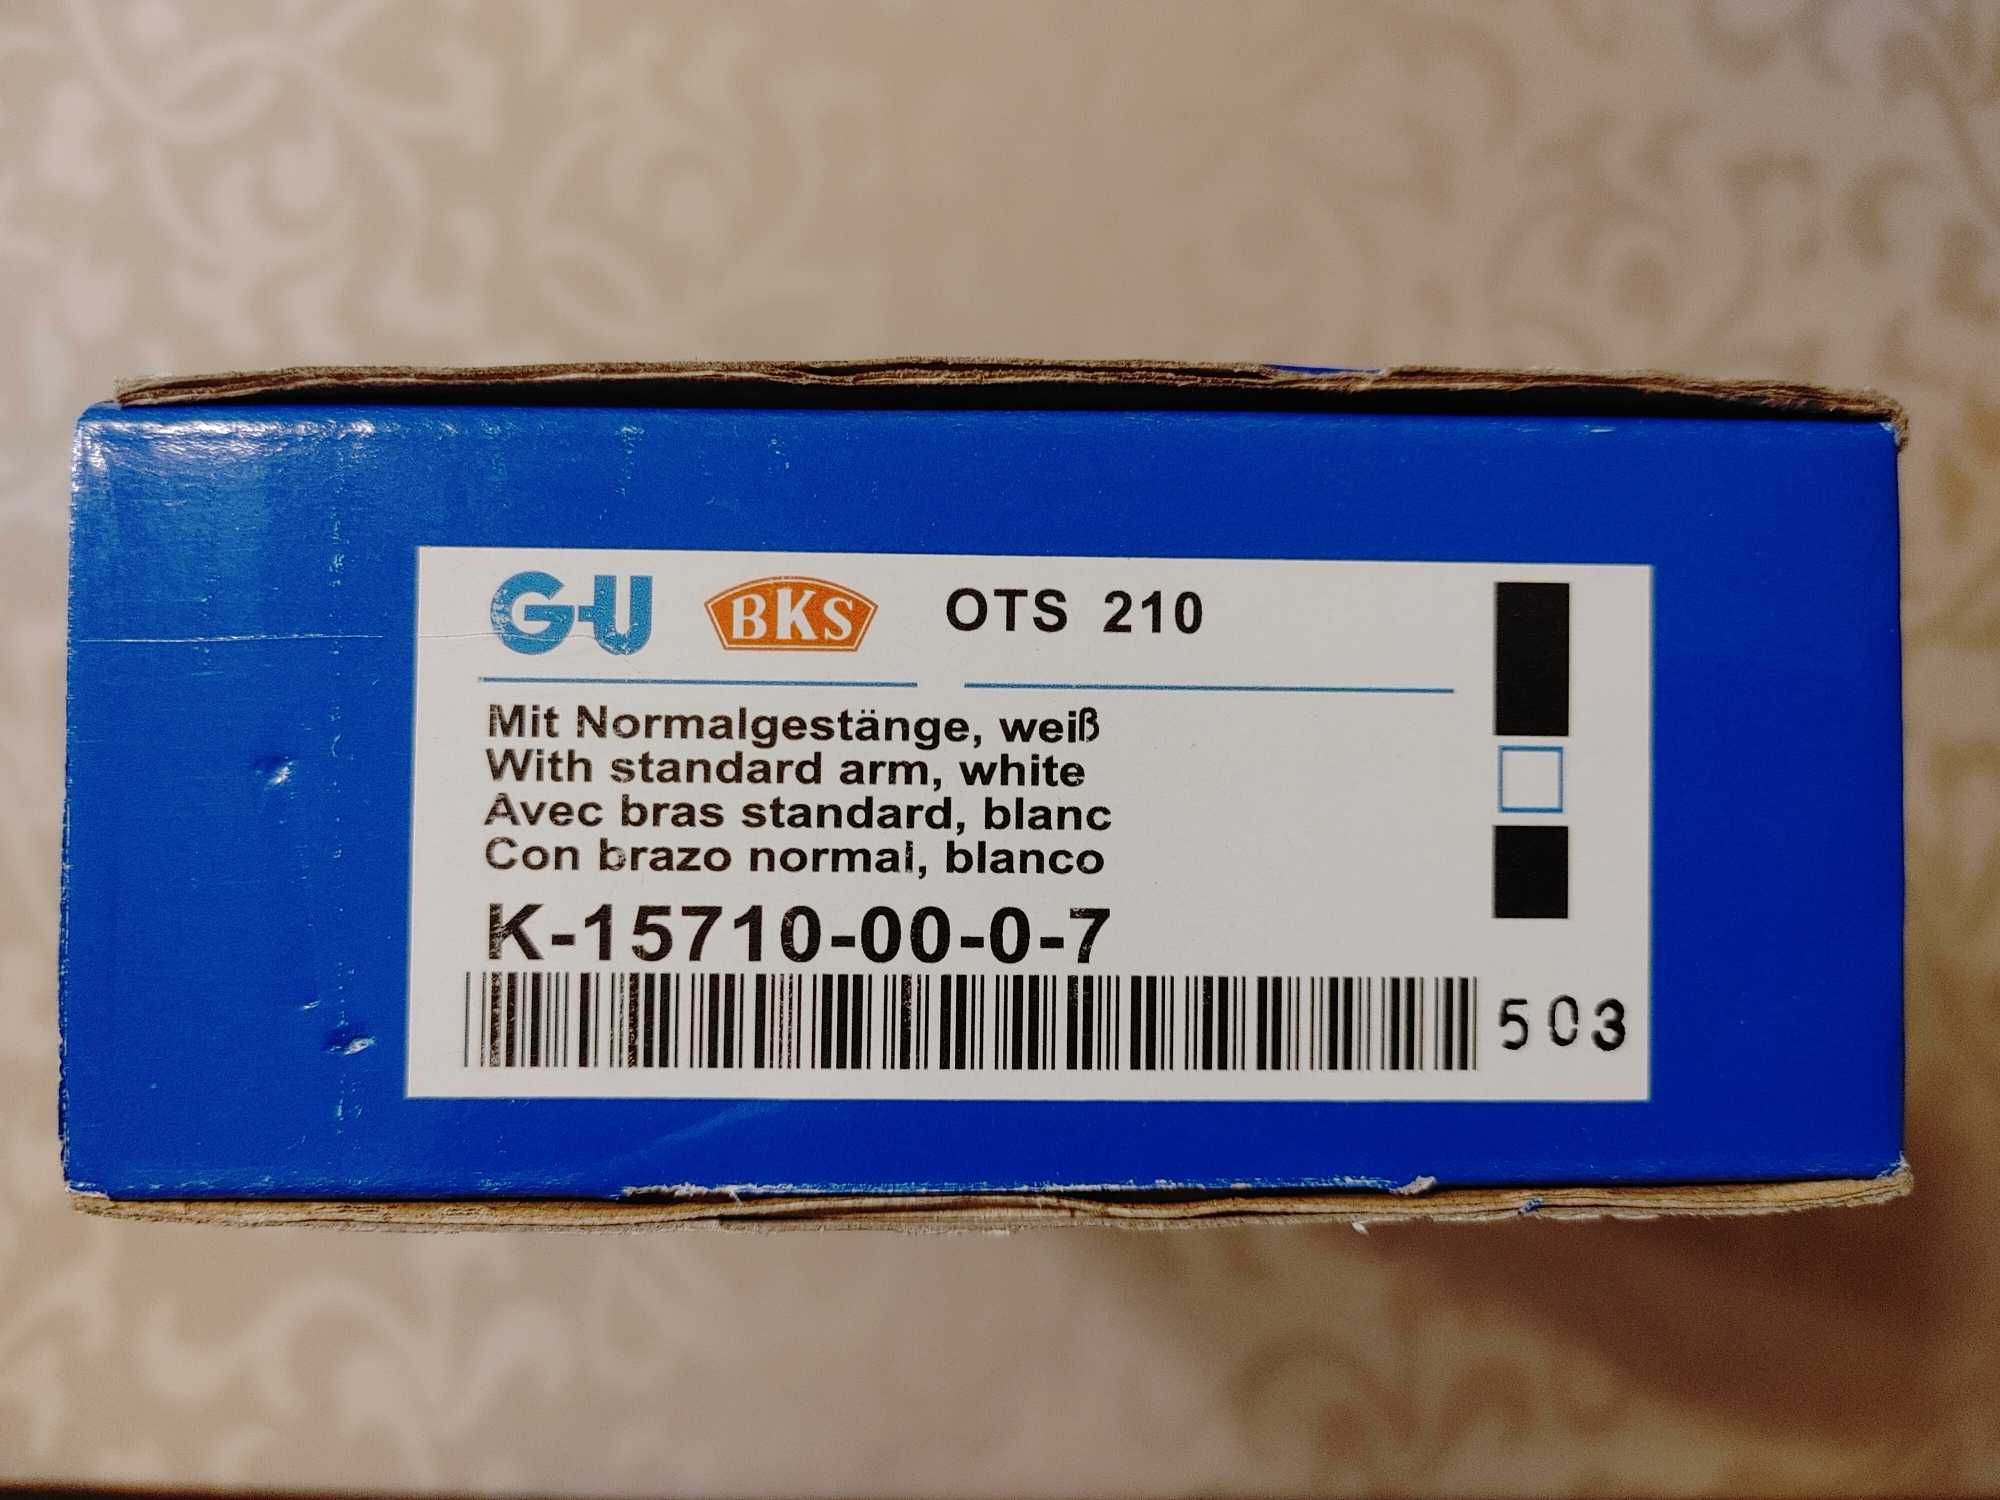 G-U BKS OTS 210
Mit Normalgestänge, weiß
With standard arm, white
Avec bras standard, blanc
Con brazo normal, blanco
K-15710-00-0-7
503